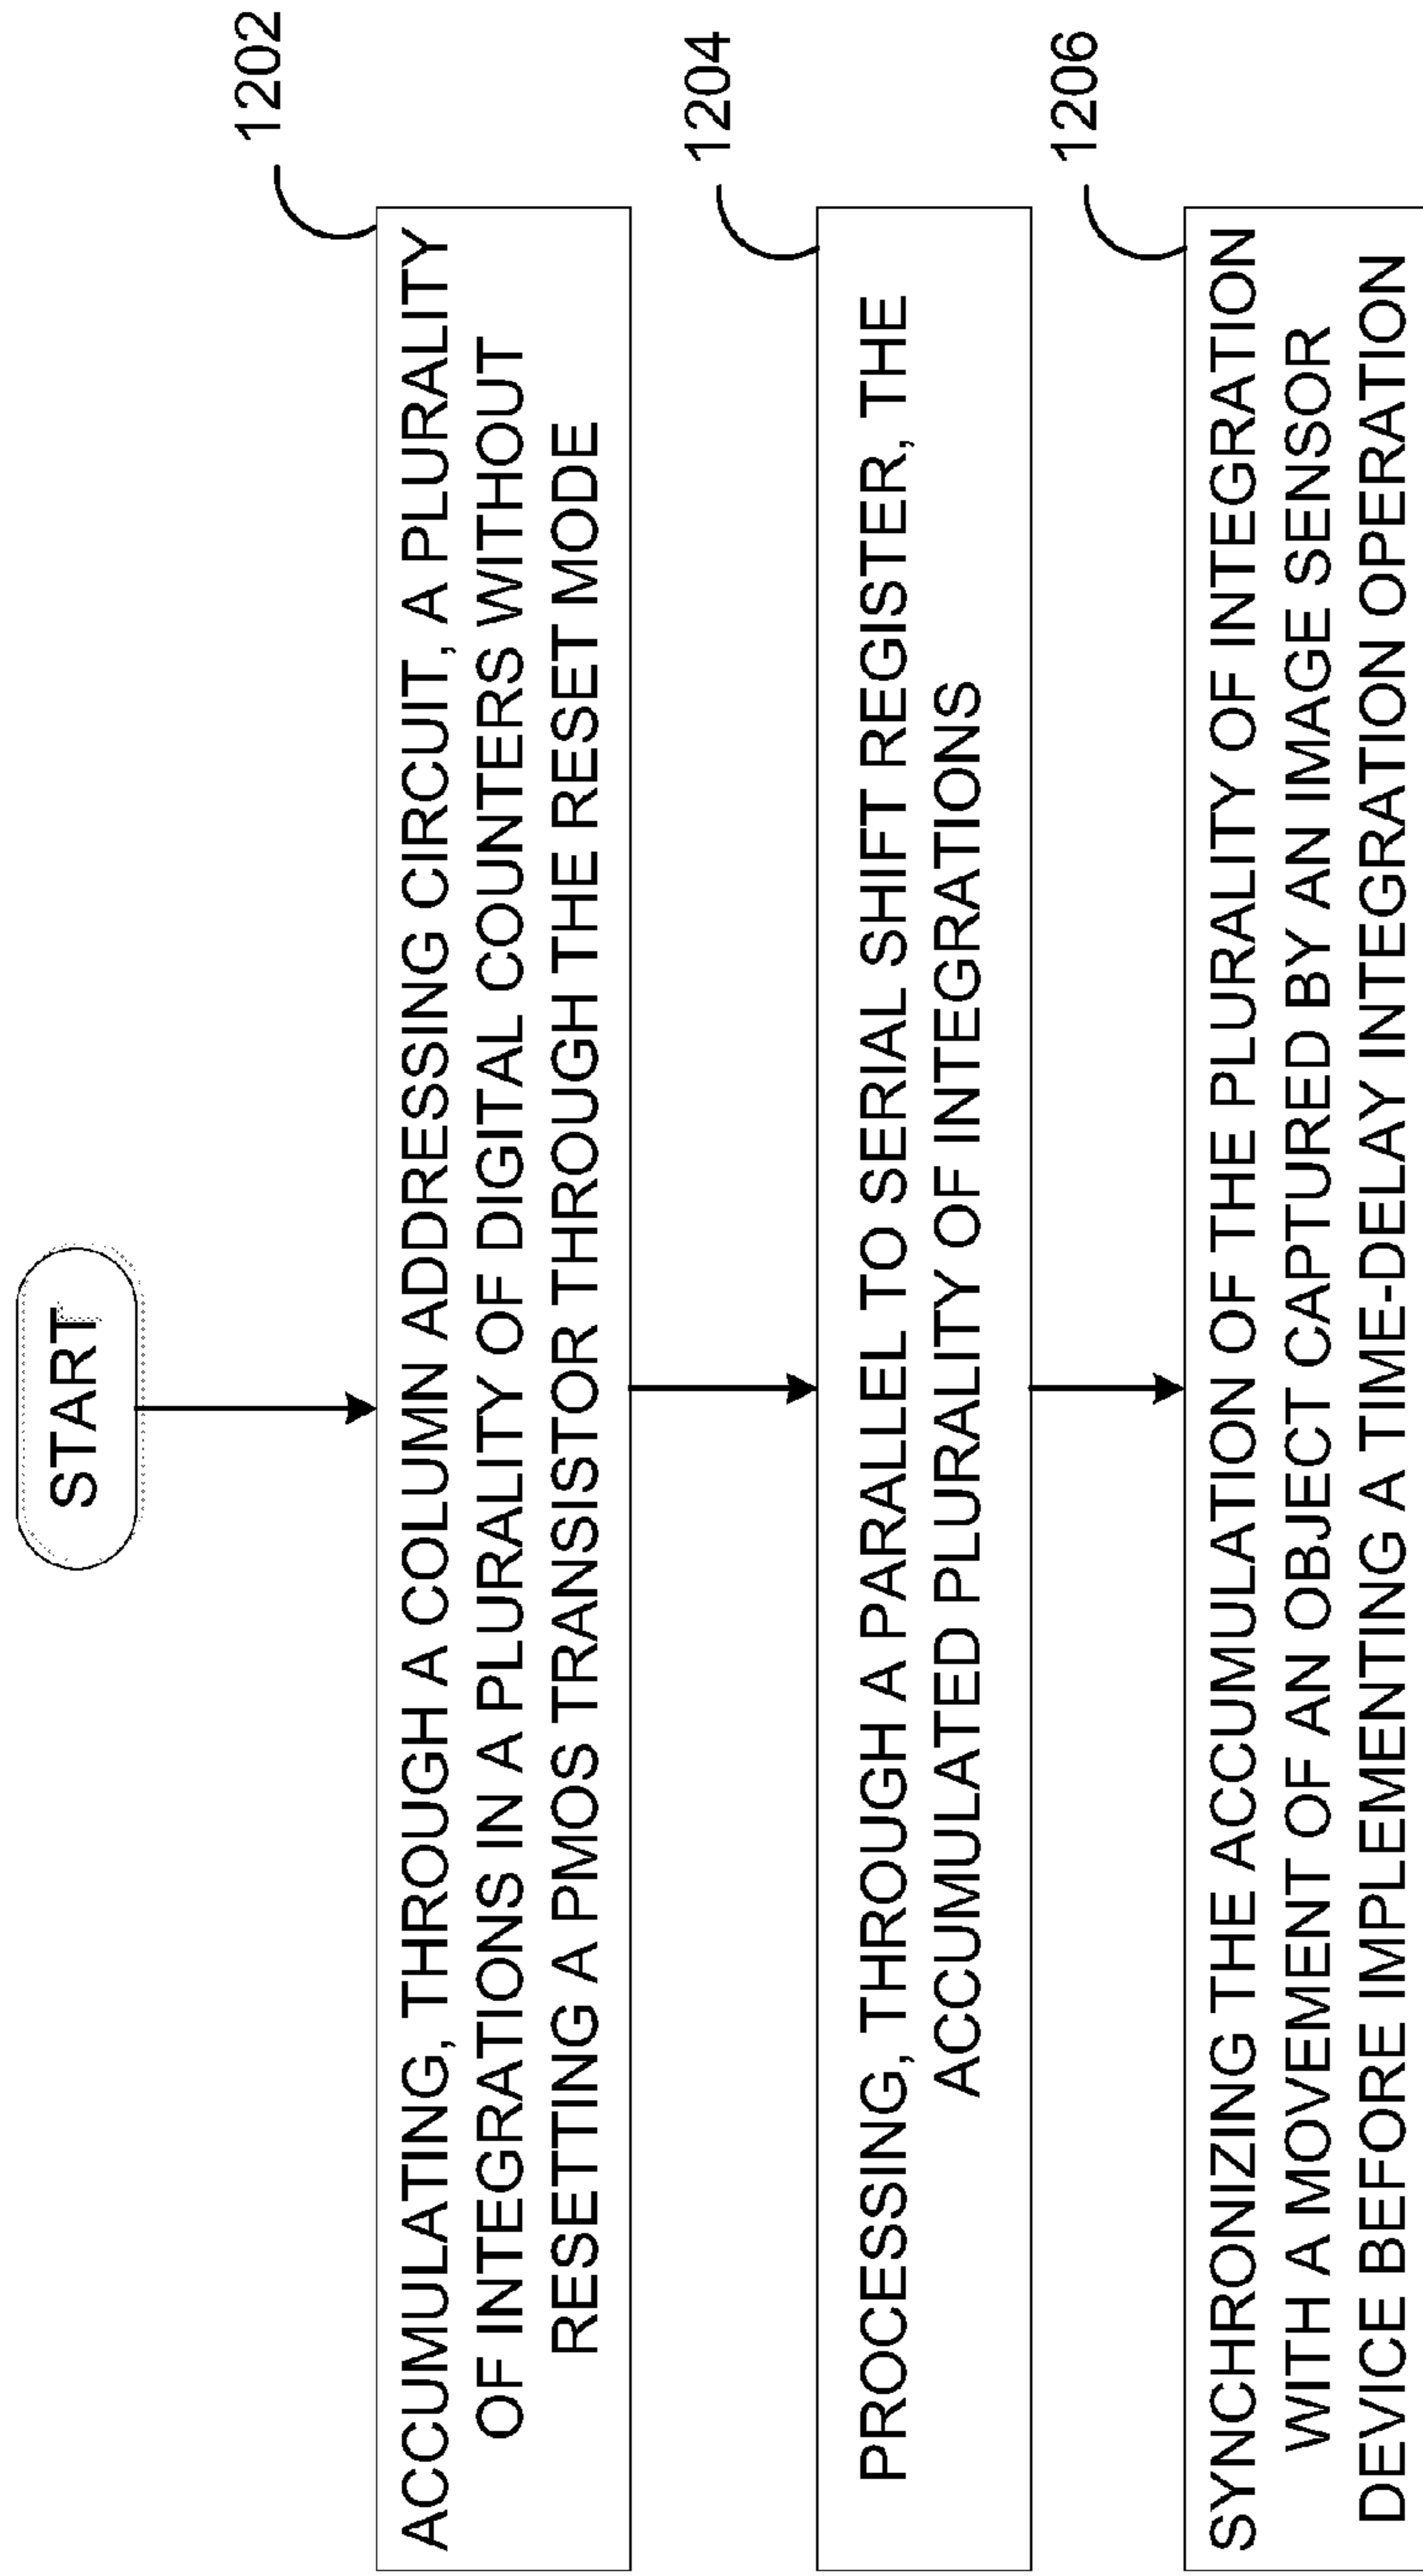 START
1202
ACCUMULATING, THROUGH A COLUMN ADDRESSING CIRCUIT, A PLURALITY
OF INTEGRATIONS IN A PLURALITY OF DIGITAL COUNTERS WITHOUT
RESETTING A PMOS TRANSISTOR THROUGH THE RESET MODE
1204
PROCESSING, THROUGH A PARALLEL TO SERIAL SHIFT REGISTER, THE
ACCUMULATED PLURALITY OF INTEGRATIONS
1206
SYNCHRONIZING THE ACCUMULATION OF THE PLURALITY OF INTEGRATION
WITH A MOVEMENT OF AN OBJECT CAPTURED BY AN IMAGE SENSOR
DEVICE BEFORE IMPLEMENTING A TIME-DELAY INTEGRATION OPERATION